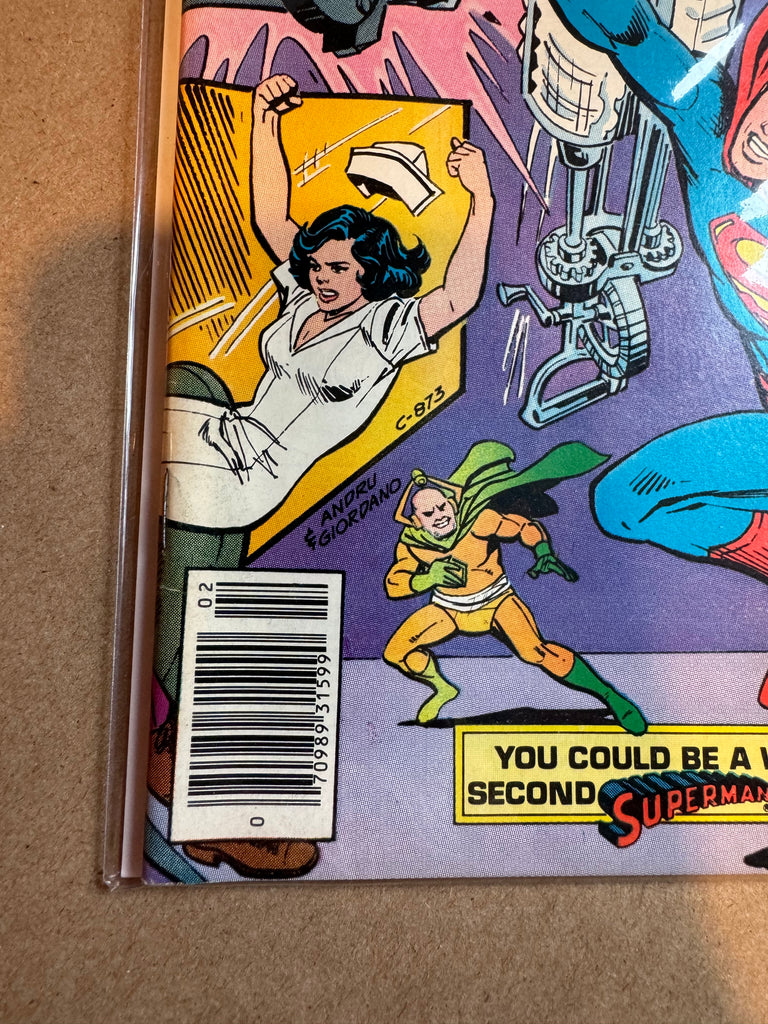 C-873
ANDRU
& GIORDANO
02
70989 31599
0
YOU COULD BE A
SECOND SUPERMAN